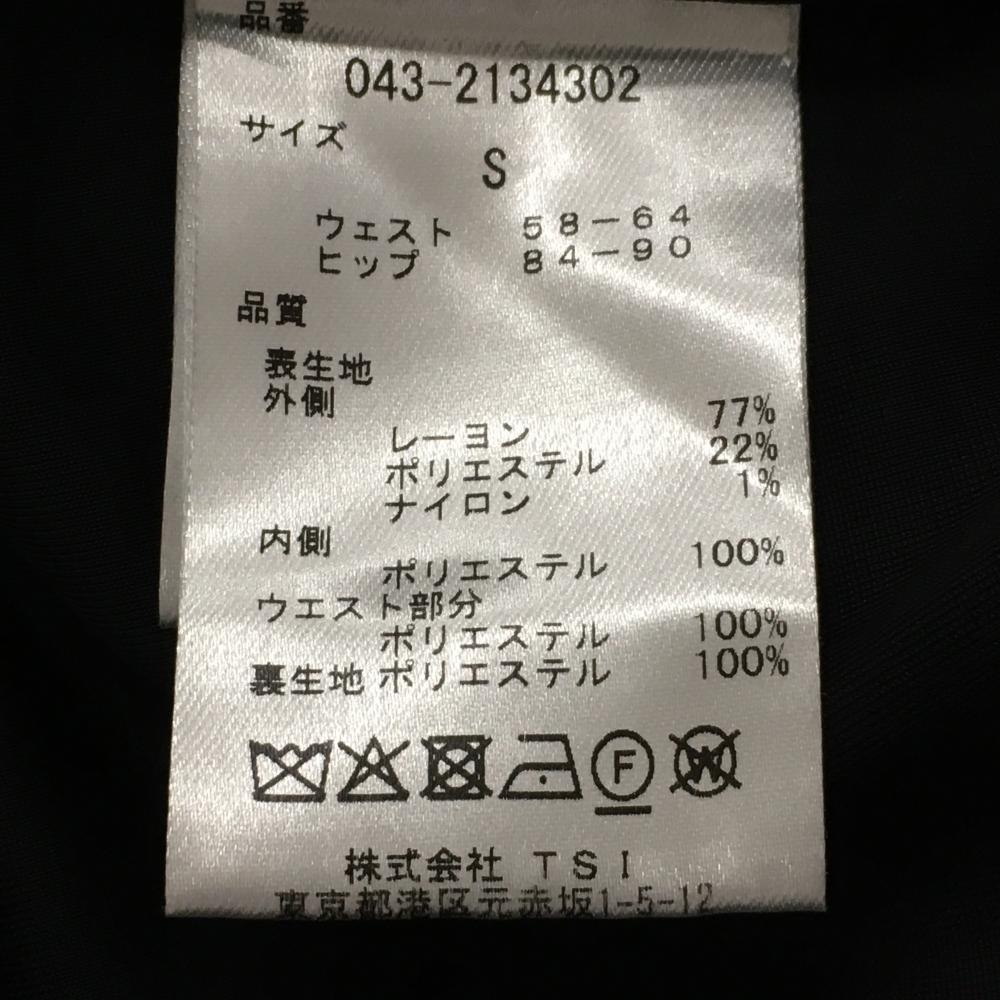 品番
043-2134302
サイズ
S
ウェスト 58-64
ヒップ 84-90
品質
表生地
外側
レーヨン 77%
ポリエステル 22%
ナイロン 1%
内側
ポリエステル 100%
ウエスト部分
ポリエステル 100%
裏生地 ポリエステル 100%
F W
株式会社 TSI
東京都港区元赤坂1-5-12